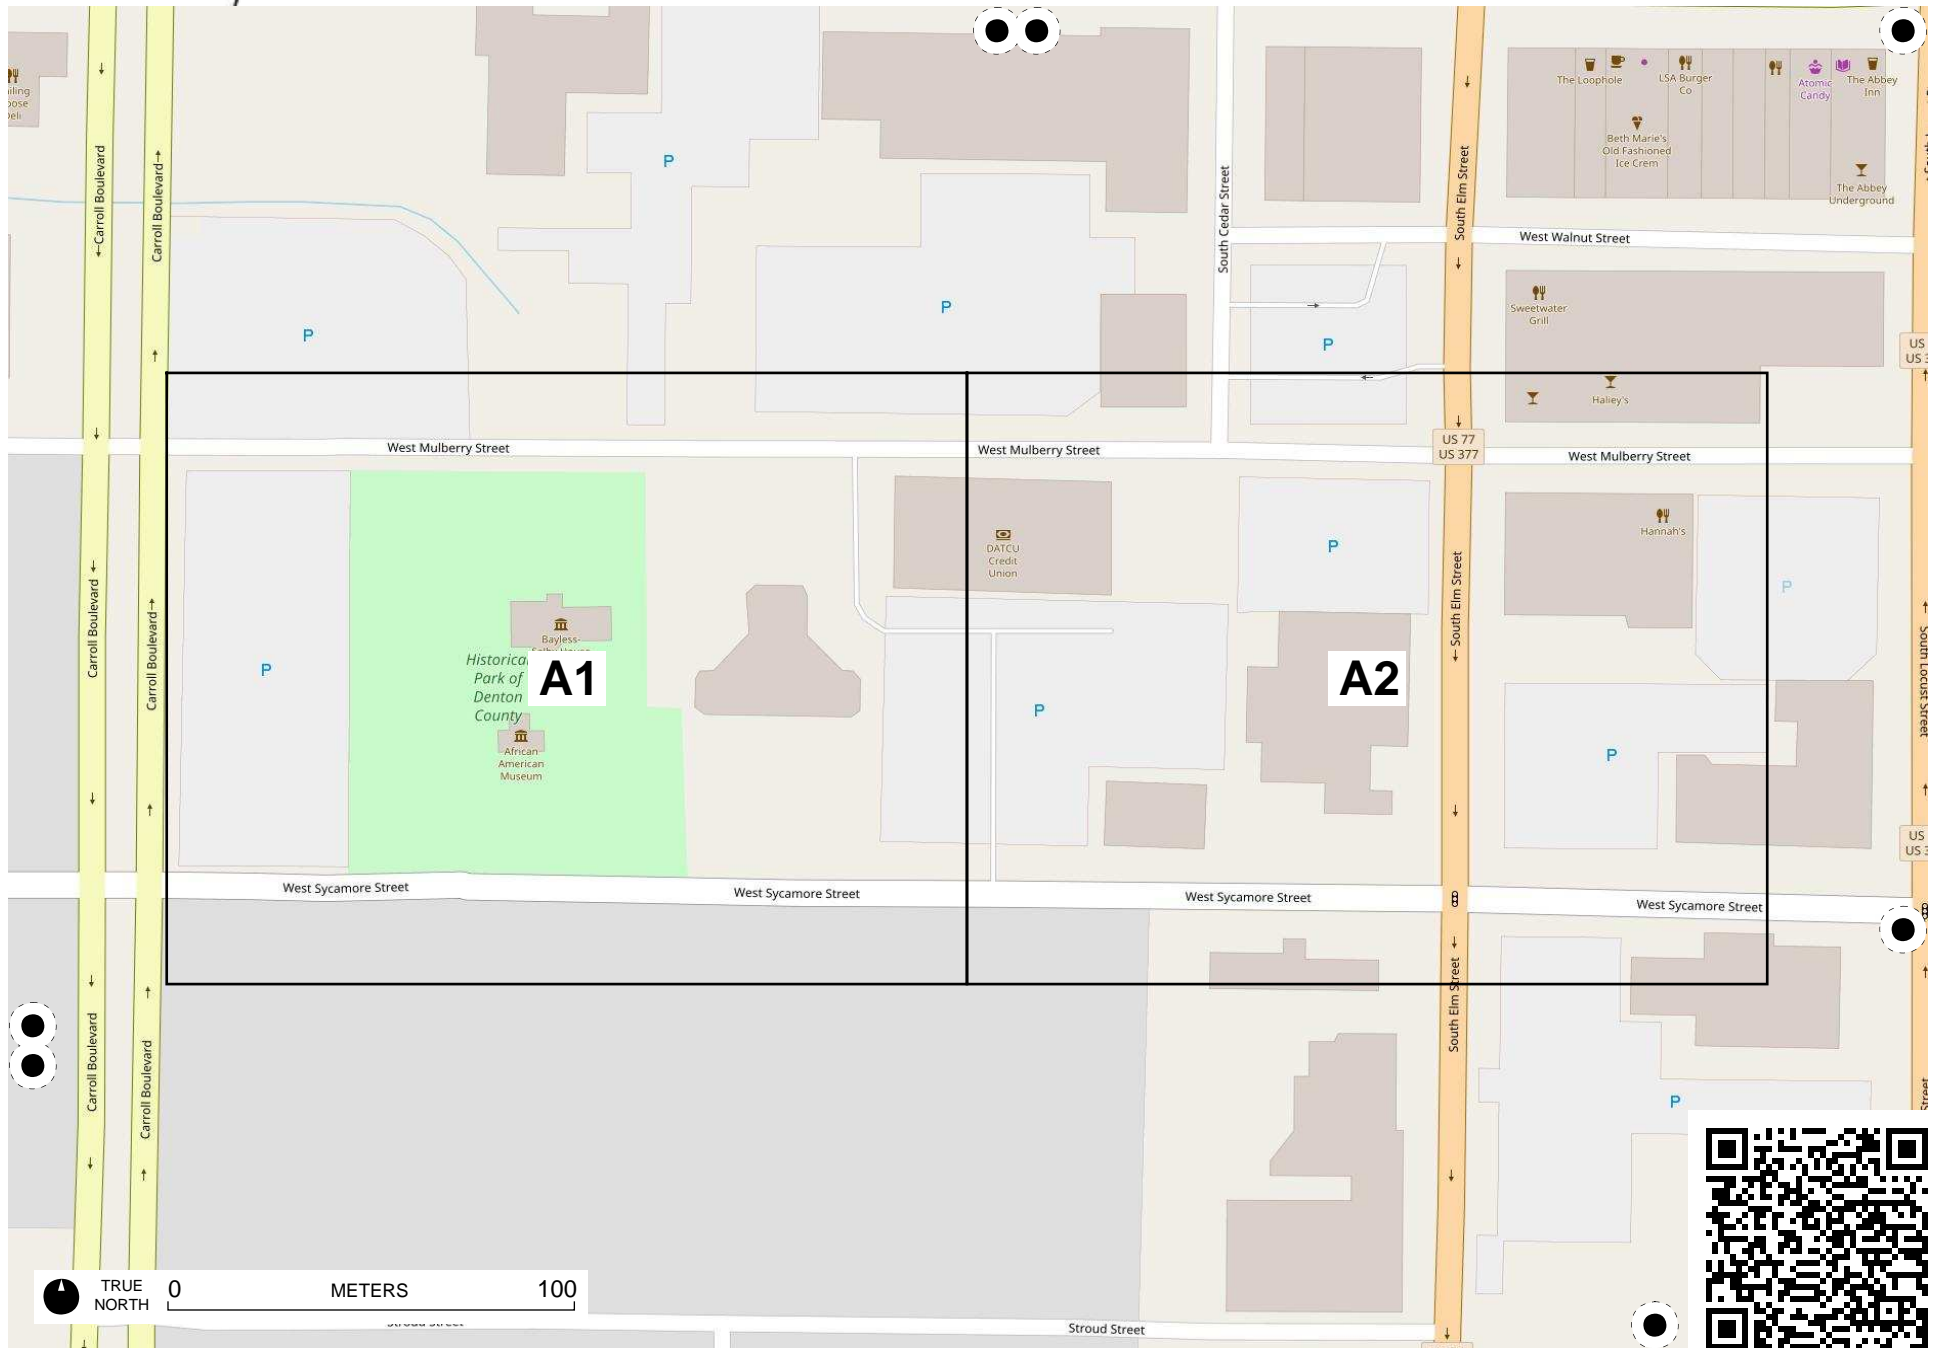 The Loophole
LSA Burger
Co
Atomic
Candy
The Abbey
Inn
Beth Marie's
Old Fashioned
Ice Crem
The Abbey
Underground
P
Carroll Boulevard
Carroll Boulevard
South Cedar Street
South Elm Street
West Walnut Street
Sweetwater
Grill
P
P
P
US
Haliey's
West Mulberry Street
West Mulberry Street
US 77
US 377
West Mulberry Street
DATCU
Credit
Union
P
Hannah's
P
Carroll Boulevard
Carroll Boulevard
South Elm Street
South Locust Street
Bayless-
Historical
Park of
Denton
County
A1
A2
P
P
African
American
Museum
P
US
West Sycamore Street
West Sycamore Street
West Sycamore Street
West Sycamore Street
Carroll Boulevard
Carroll Boulevard
South Elm Street
P
TRUE
NORTH
0 METERS 100
Stroud Street
Stroud Street